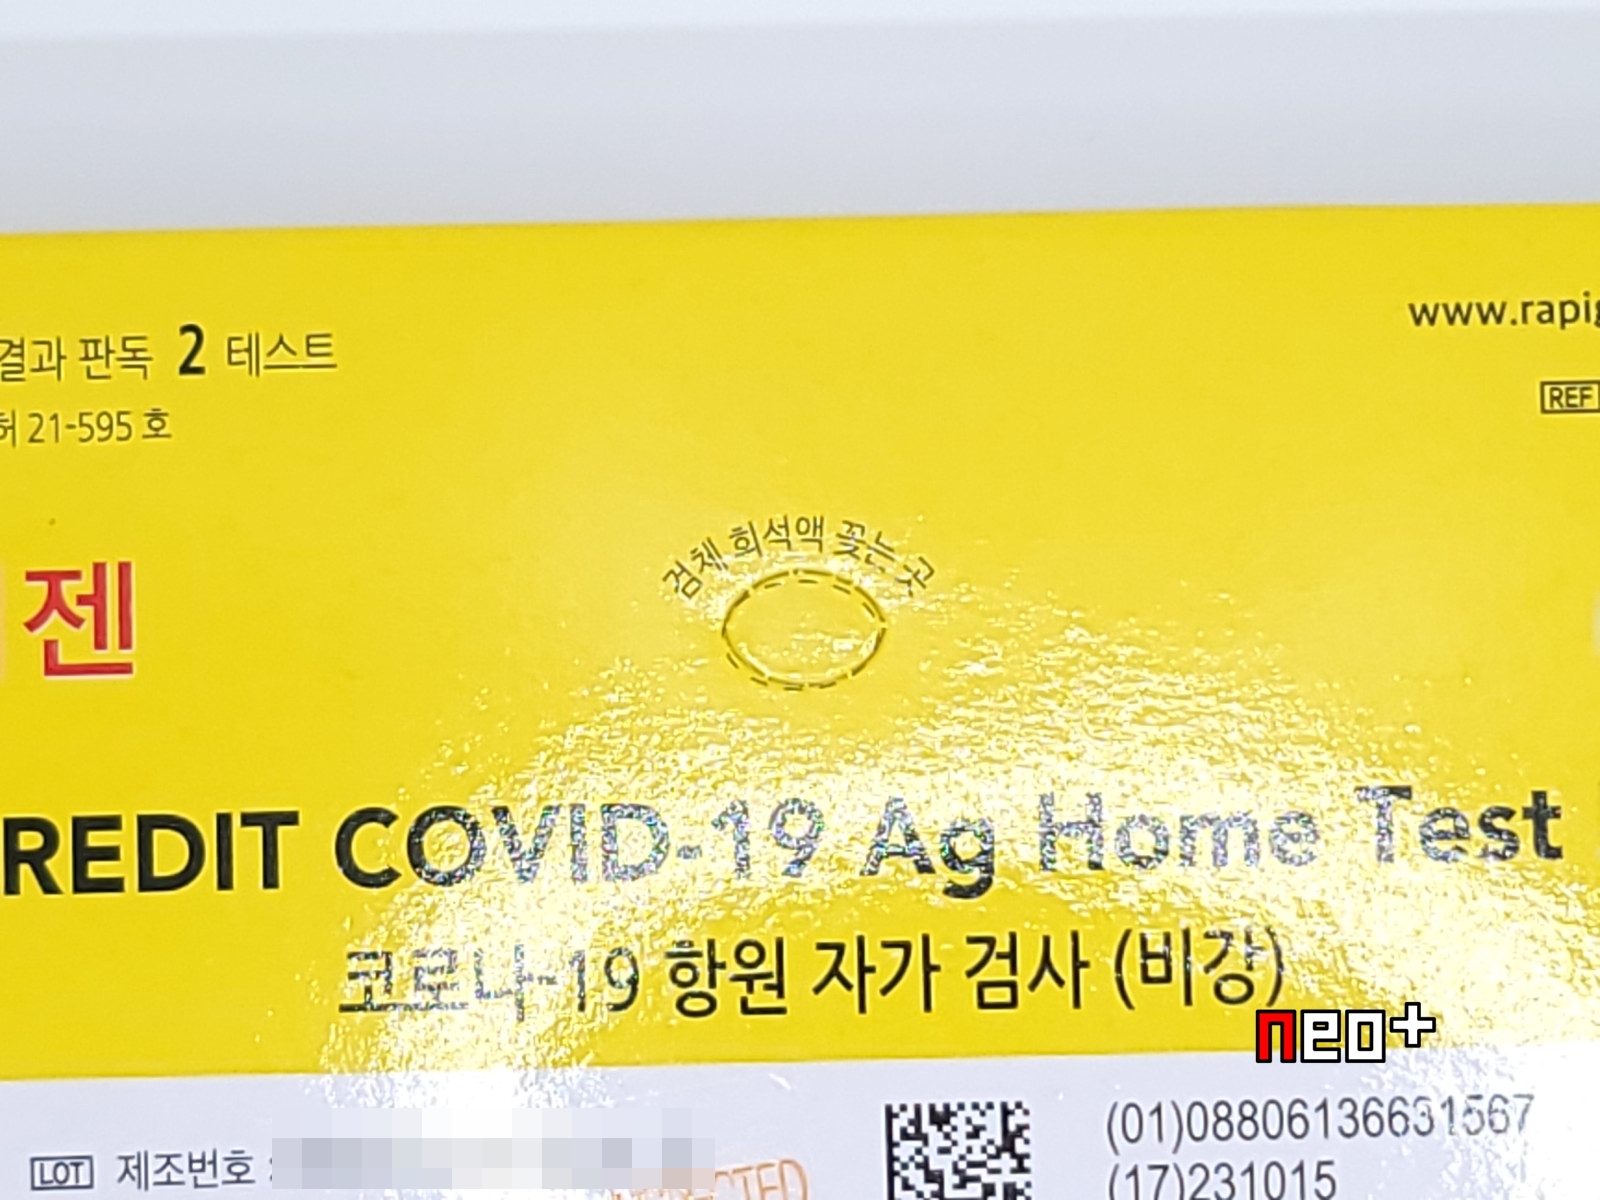 결과 판독 2 테스트
허 21-595 호
www.rapig
REF
젠
검체 희석액 꽂는 곳
REDIT COVID-19 Ag Home Test
코로나-19 항원 자가 검사 (비강)
neo+
(01)08806136631567
LOT 제조번호 :
(17)231015